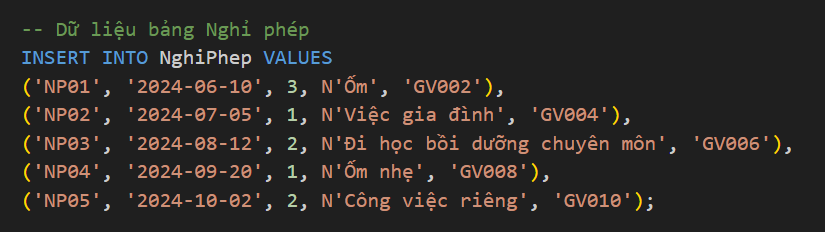 -- Dữ liệu bảng Nghỉ phép
INSERT INTO NghiPhep VALUES
('NP01', '2024-06-10', 3, N'Ốm', 'GV002'),
('NP02', '2024-07-05', 1, N'Việc gia đình', 'GV004'),
('NP03', '2024-08-12', 2, N'Đi học bồi dưỡng chuyên môn', 'GV006'),
('NP04', '2024-09-20', 1, N'Ốm nhẹ', 'GV008'),
('NP05', '2024-10-02', 2, N'Công việc riêng', 'GV010');